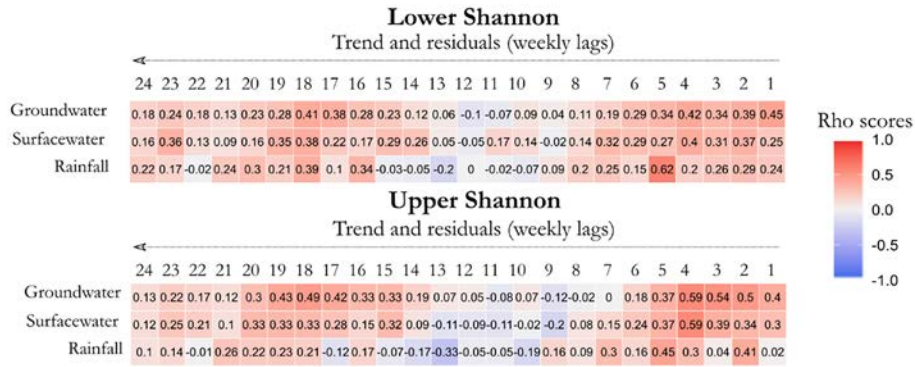 Lower Shannon
Trend and residuals (weekly lags)
24 23 22 21 20 19 18 17 16 15 14 13 12 11 10 9 8 7 6 5 4 3 2 1
Groundwater 0.18 0.24 0.18 0.13 0.23 0.28 0.41 0.38 0.28 0.23 0.12 0.06 -0.1 -0.07 0.09 0.04 0.11 0.19 0.29 0.34 0.42 0.34 0.39 0.45
Surfacewater 0.16 0.36 0.13 0.09 0.16 0.35 0.38 0.22 0.17 0.29 0.26 0.05 -0.05 0.17 0.14 -0.02 0.14 0.32 0.29 0.27 0.4 0.31 0.37 0.25
Rainfall 0.22 0.17 -0.02 0.24 0.3 0.21 0.39 0.1 0.34 -0.03 -0.05 -0.2 0 -0.02 -0.07 0.09 0.2 0.25 0.15 0.62 0.2 0.26 0.29 0.24
Upper Shannon
Trend and residuals (weekly lags)
24 23 22 21 20 19 18 17 16 15 14 13 12 11 10 9 8 7 6 5 4 3 2 1
Groundwater 0.13 0.22 0.17 0.12 0.3 0.43 0.49 0.42 0.33 0.33 0.19 0.07 0.05 -0.08 0.07 -0.12 -0.02 0 0.18 0.37 0.59 0.54 0.5 0.4
Surfacewater 0.12 0.25 0.21 0.1 0.33 0.33 0.33 0.28 0.15 0.32 0.09 -0.11 -0.09 -0.11 -0.02 -0.2 0.08 0.15 0.24 0.37 0.59 0.39 0.34 0.3
Rainfall 0.1 0.14 -0.01 0.26 0.22 0.23 0.21 -0.12 0.17 -0.07 -0.17 -0.33 -0.05 -0.05 -0.19 0.16 0.09 0.3 0.16 0.45 0.3 0.04 0.41 0.02
Rho scores
1.0
0.5
0.0
-0.5
-1.0